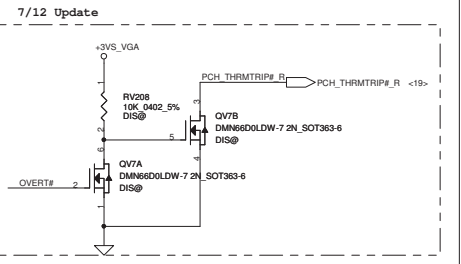 7/12 Update
+3VS_VGA
1
RV208
10K_0402_5%
DIS@
2
PCH_THRMTRIP#_R
PCH_THRMTRIP#_R <19>
3
QV7B
DMN66D0LDW-7 2N_SOT363-6
DIS@
5
4
6
QV7A
DMN66D0LDW-7 2N_SOT363-6
DIS@
OVERT#
2
1